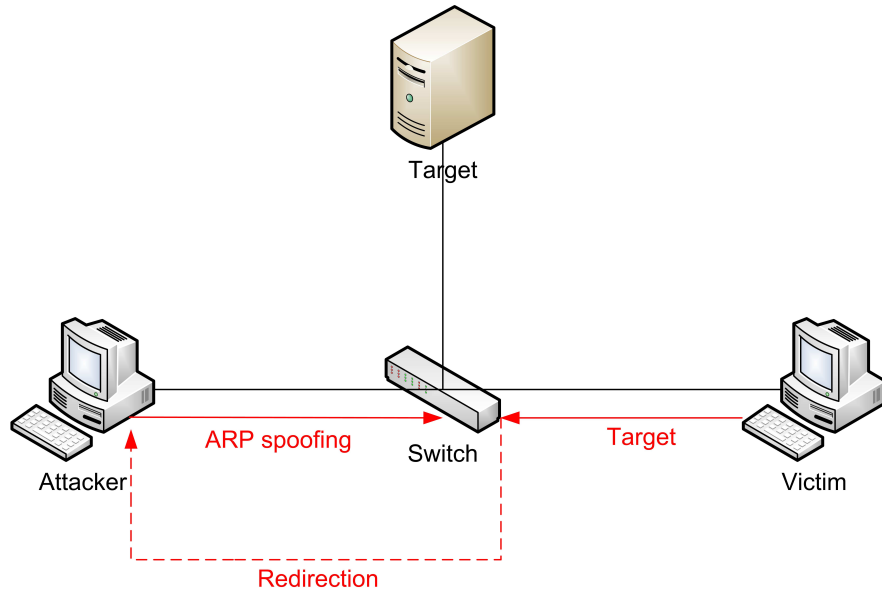 Target
ARP spoofing
Switch
Target
Attacker
Victim
Redirection